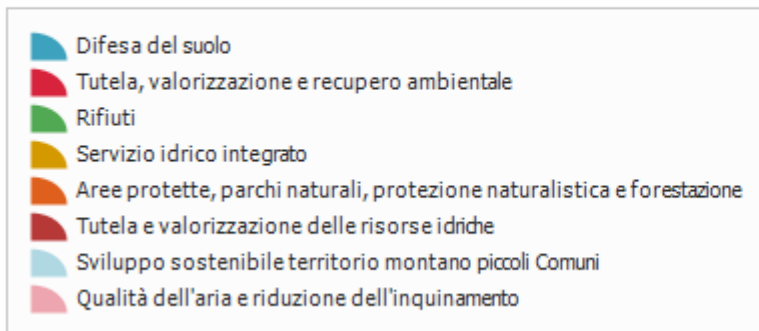 Difesa del suolo
Tutela, valorizzazione e recupero ambientale
Rifiuti
Servizio idrico integrato
Aree protette, parchi naturali, protezione naturalistica e forestazione
Tutela e valorizzazione delle risorse idriche
Sviluppo sostenibile territorio montano piccoli Comuni
Qualità dell'aria e riduzione dell'inquinamento